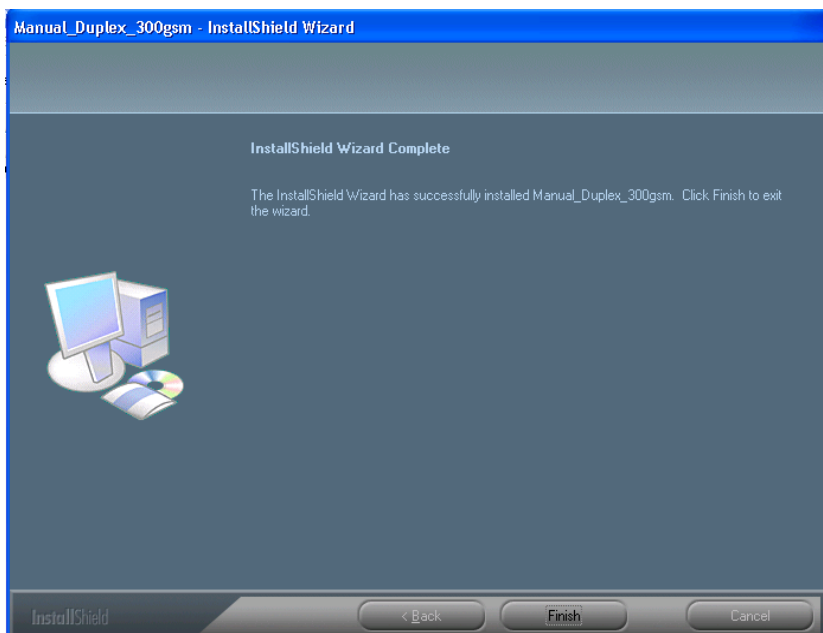 Manual_Duplex_300gsm - InstallShield Wizard
InstallShield Wizard Complete
The InstallShield Wizard has successfully installed Manual_Duplex_300gsm. Click Finish to exit
the wizard.
InstallShield
< Back
Finish
Cancel